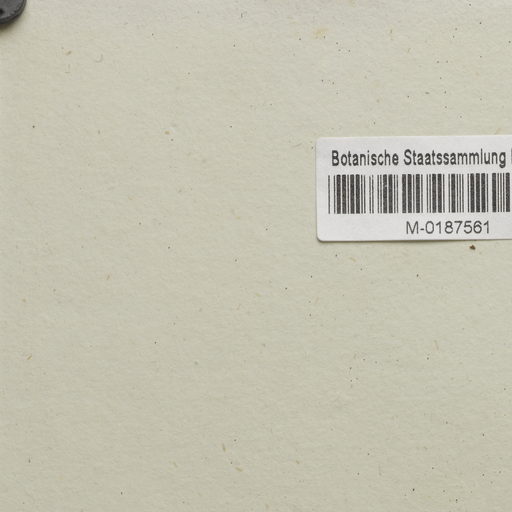 Botanische Staatssammlung
M-0187561